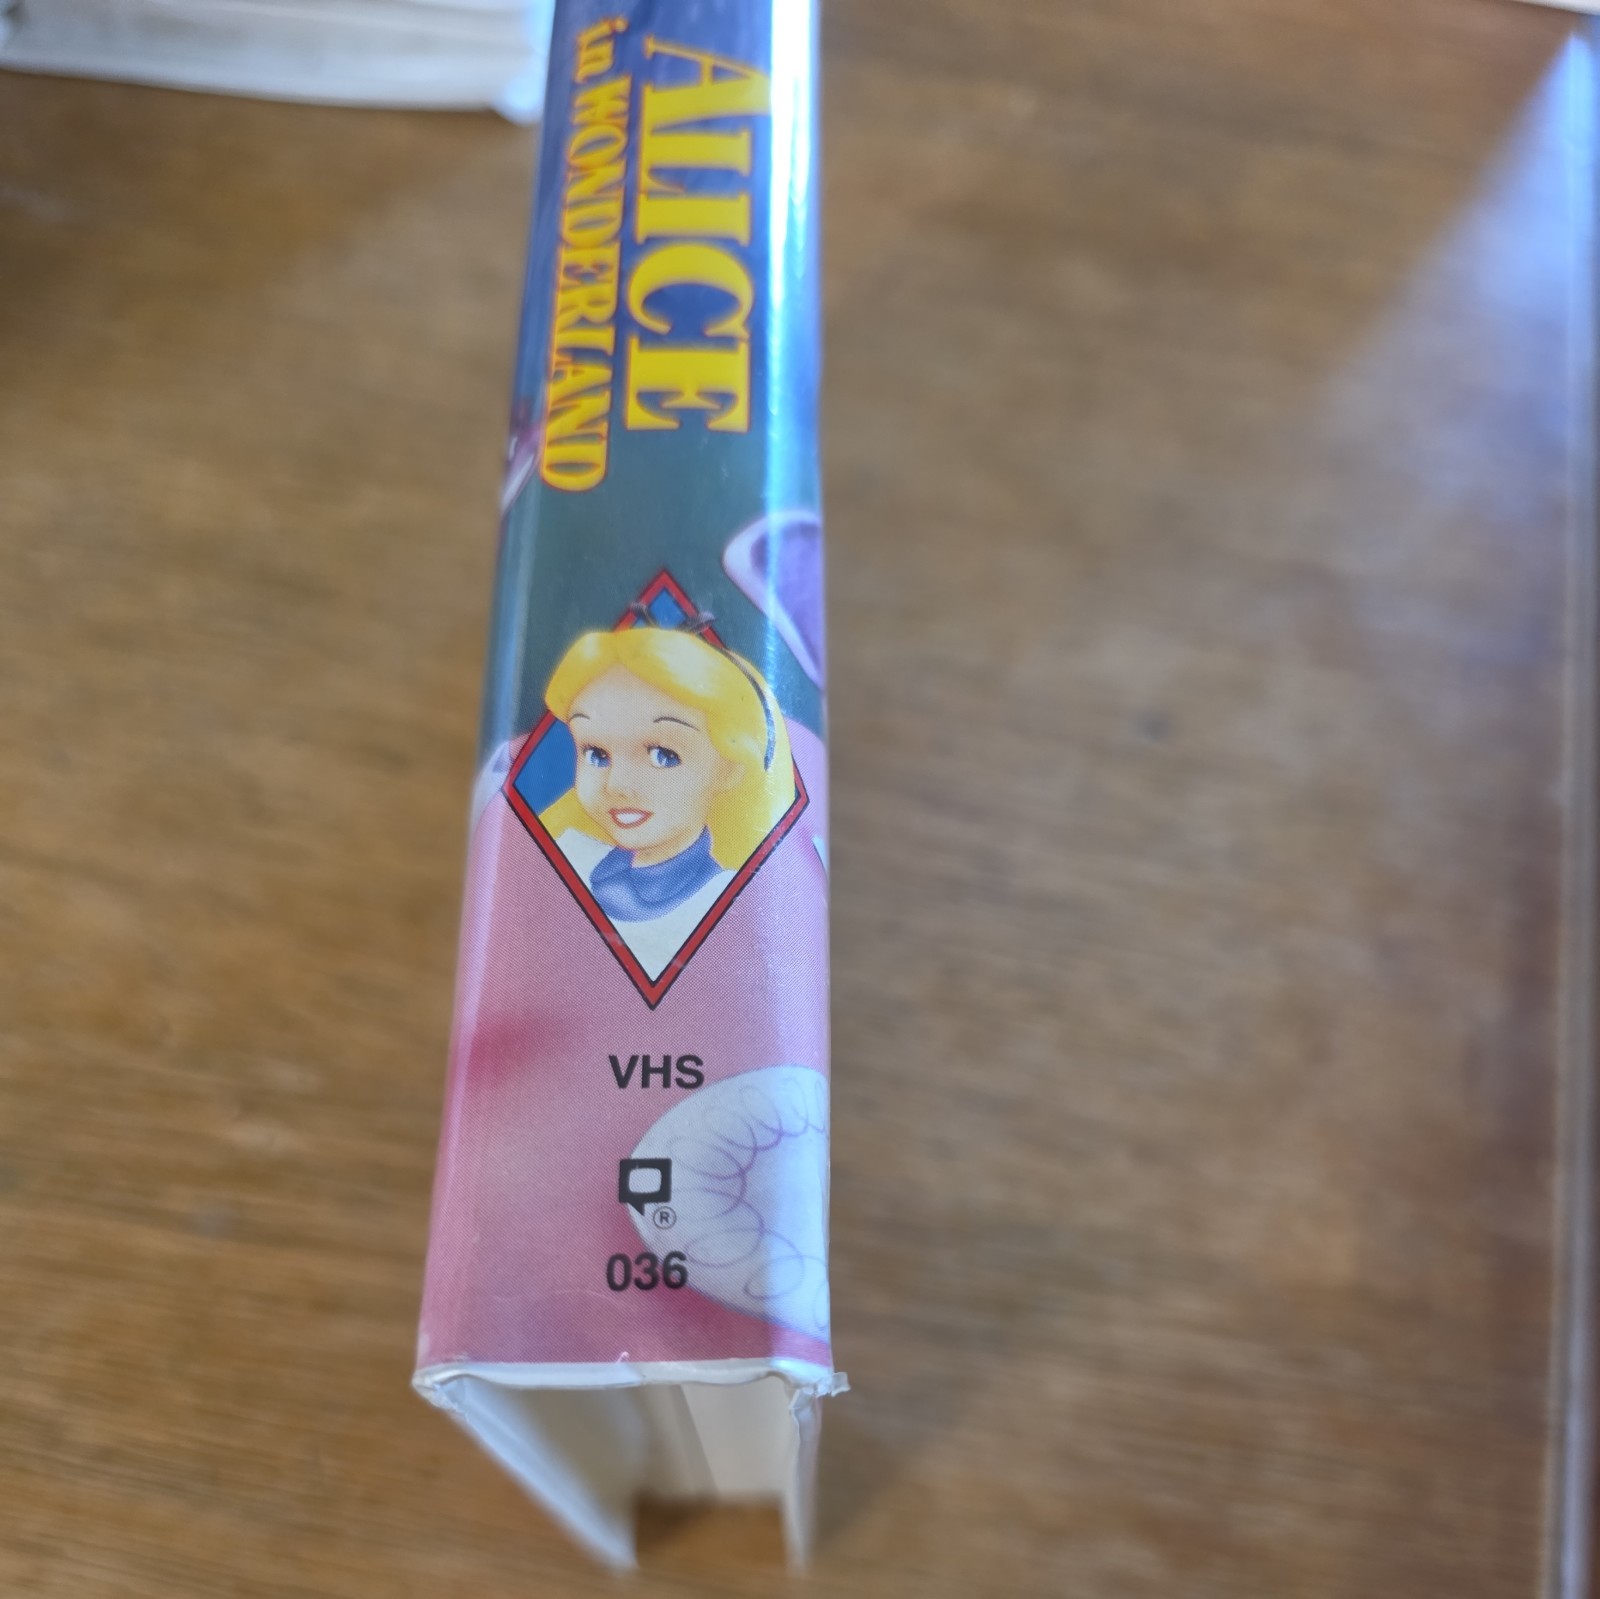 ALICE
in WONDERLAND
VHS
®
036